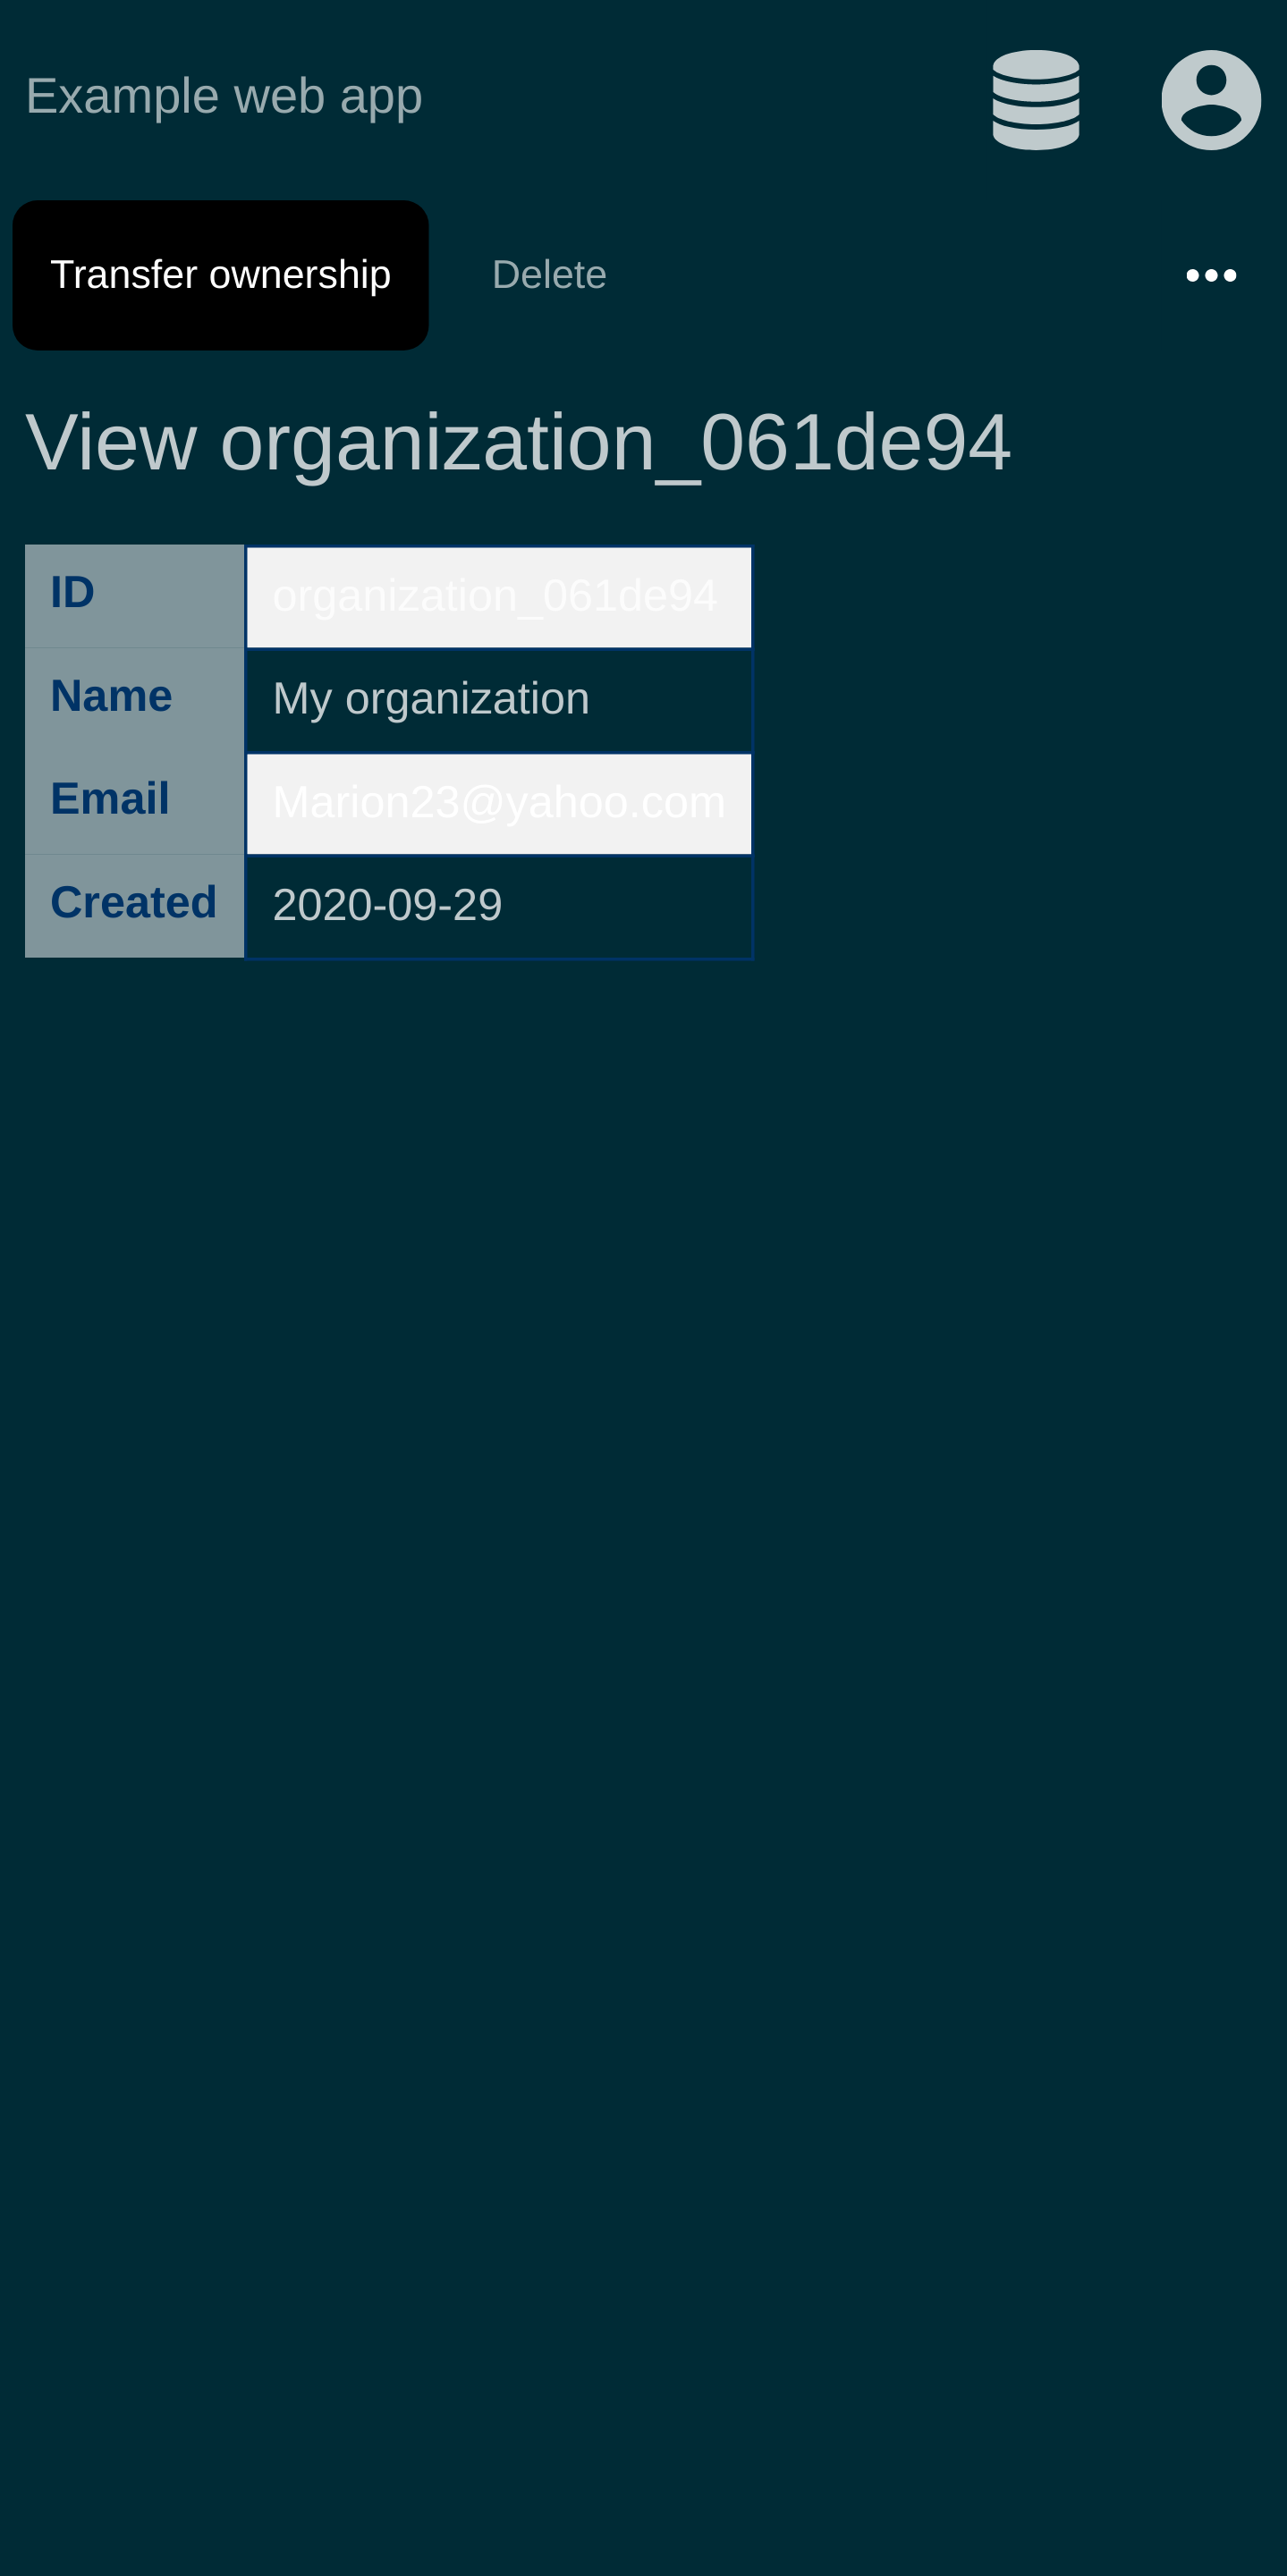 Example web app
Transfer ownership Delete
View organization_061de94
ID organization_061de94
Name My organization
Email Marion23@yahoo.com
Created 2020-09-29